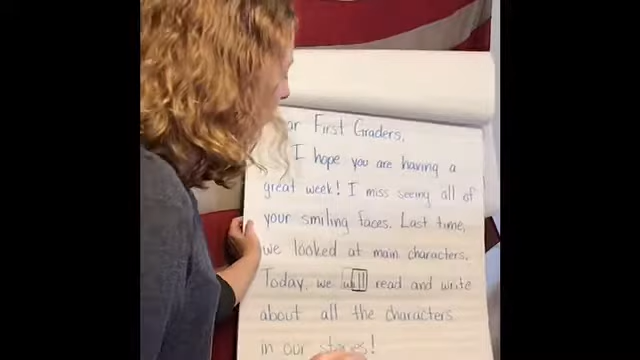 ar First Graders,
I hope you are having a
great week! I miss seeing all of
your smiling faces. Last time,
we looked at main characters.
Today, we will read and write
about all the characters
in our stories!